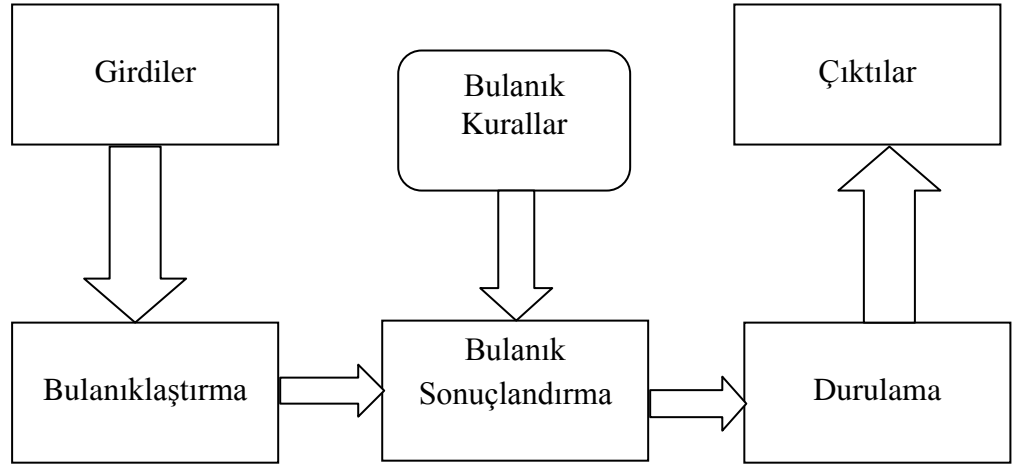 Girdiler
Bulanık
Kurallar
Çıktılar
Bulanıklaştırma
Bulanık
Sonuçlandırma
Durulama